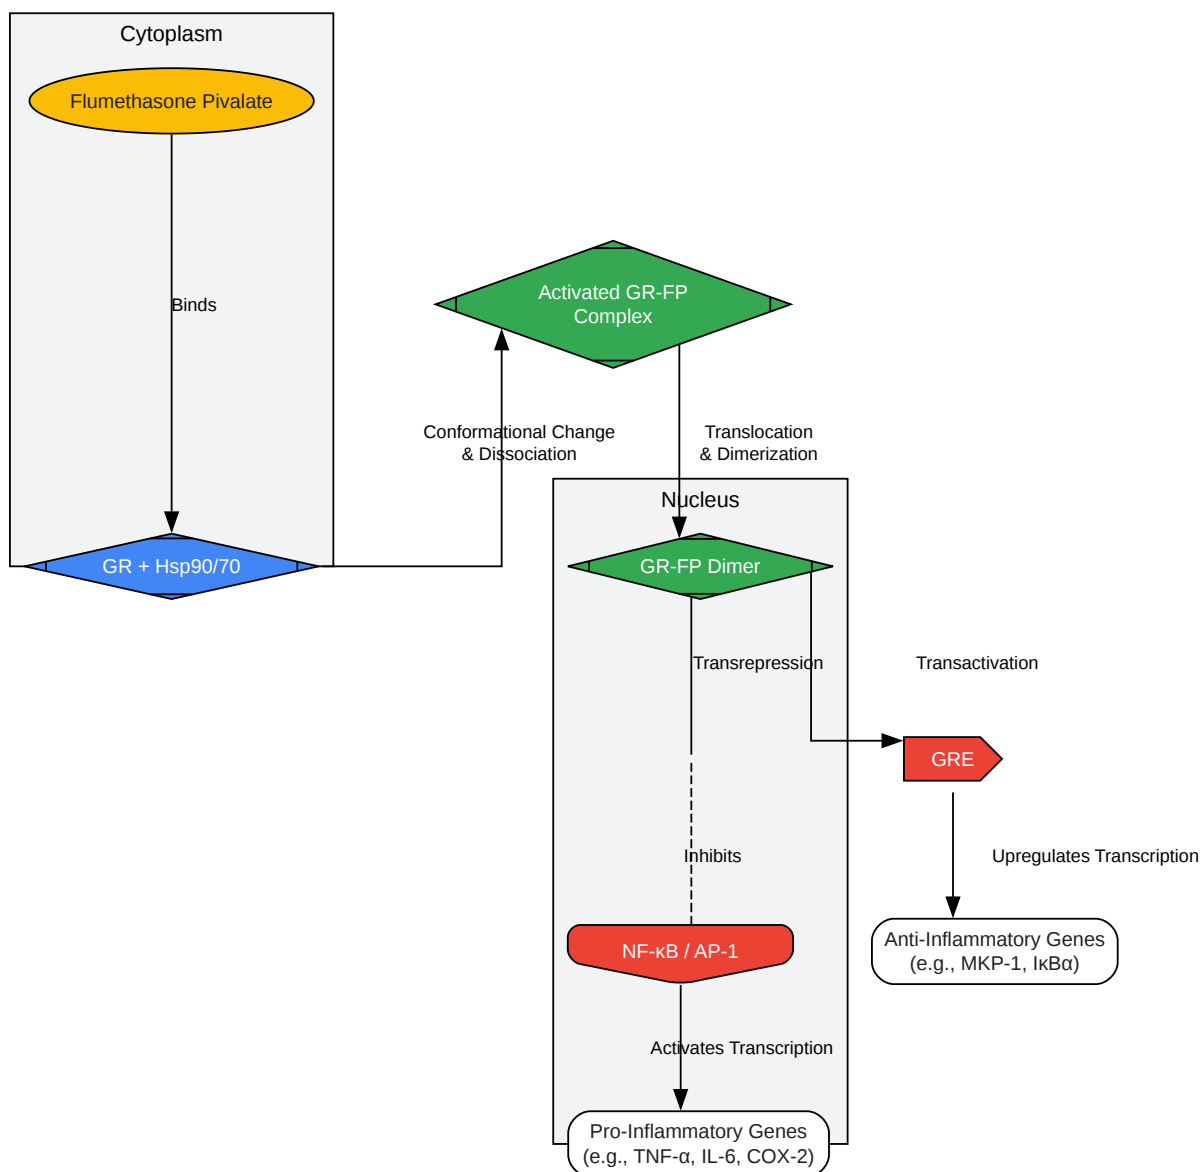 Cytoplasm
Flumethasone Pivalate
Binds
Activated GR-FP
Complex
Conformational Change
& Dissociation
Translocation
& Dimerization
Nucleus
GR + Hsp90/70
GR-FP Dimer
Transrepression
Transactivation
GRE
Inhibits
Upregulates Transcription
NF-κB / AP-1
Anti-Inflammatory Genes
(e.g., MKP-1, IκBα)
Activates Transcription
Pro-Inflammatory Genes
(e.g., TNF-α, IL-6, COX-2)